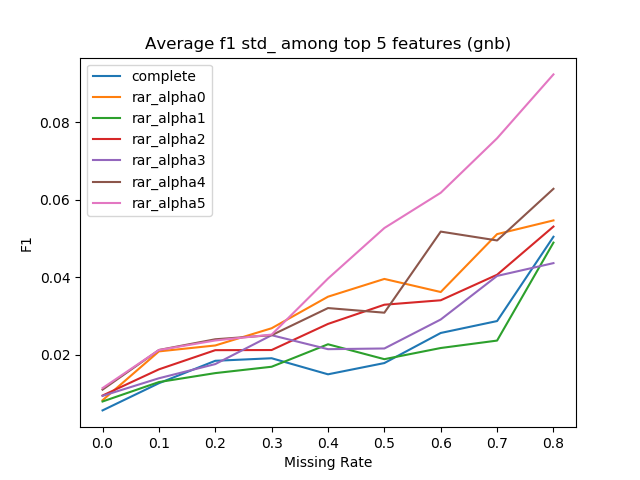 Average f1 std_ among top 5 features (gnb)
complete
rar_alpha0
rar_alpha1
rar_alpha2
rar_alpha3
rar_alpha4
rar_alpha5
F1
0.08
0.06
0.04
0.02
0.0 0.1 0.2 0.3 0.4 0.5 0.6 0.7 0.8
Missing Rate